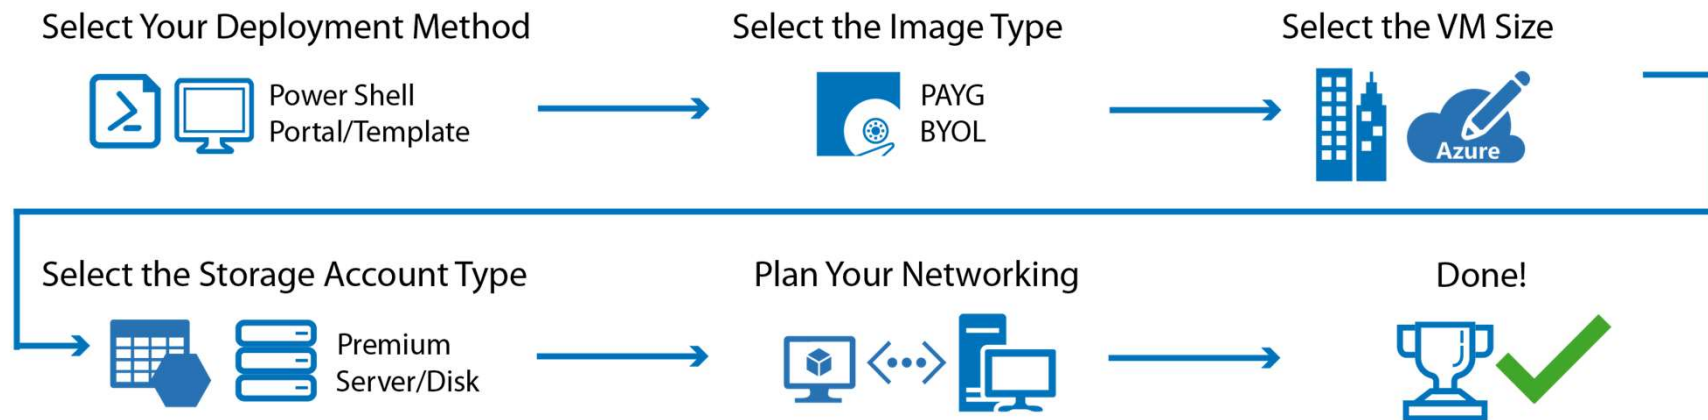 Select Your Deployment Method
Power Shell
Portal/Template
Select the Image Type
PAYG
BYOL
Select the VM Size
Azure
Select the Storage Account Type
Premium
Server/Disk
Plan Your Networking
Done!